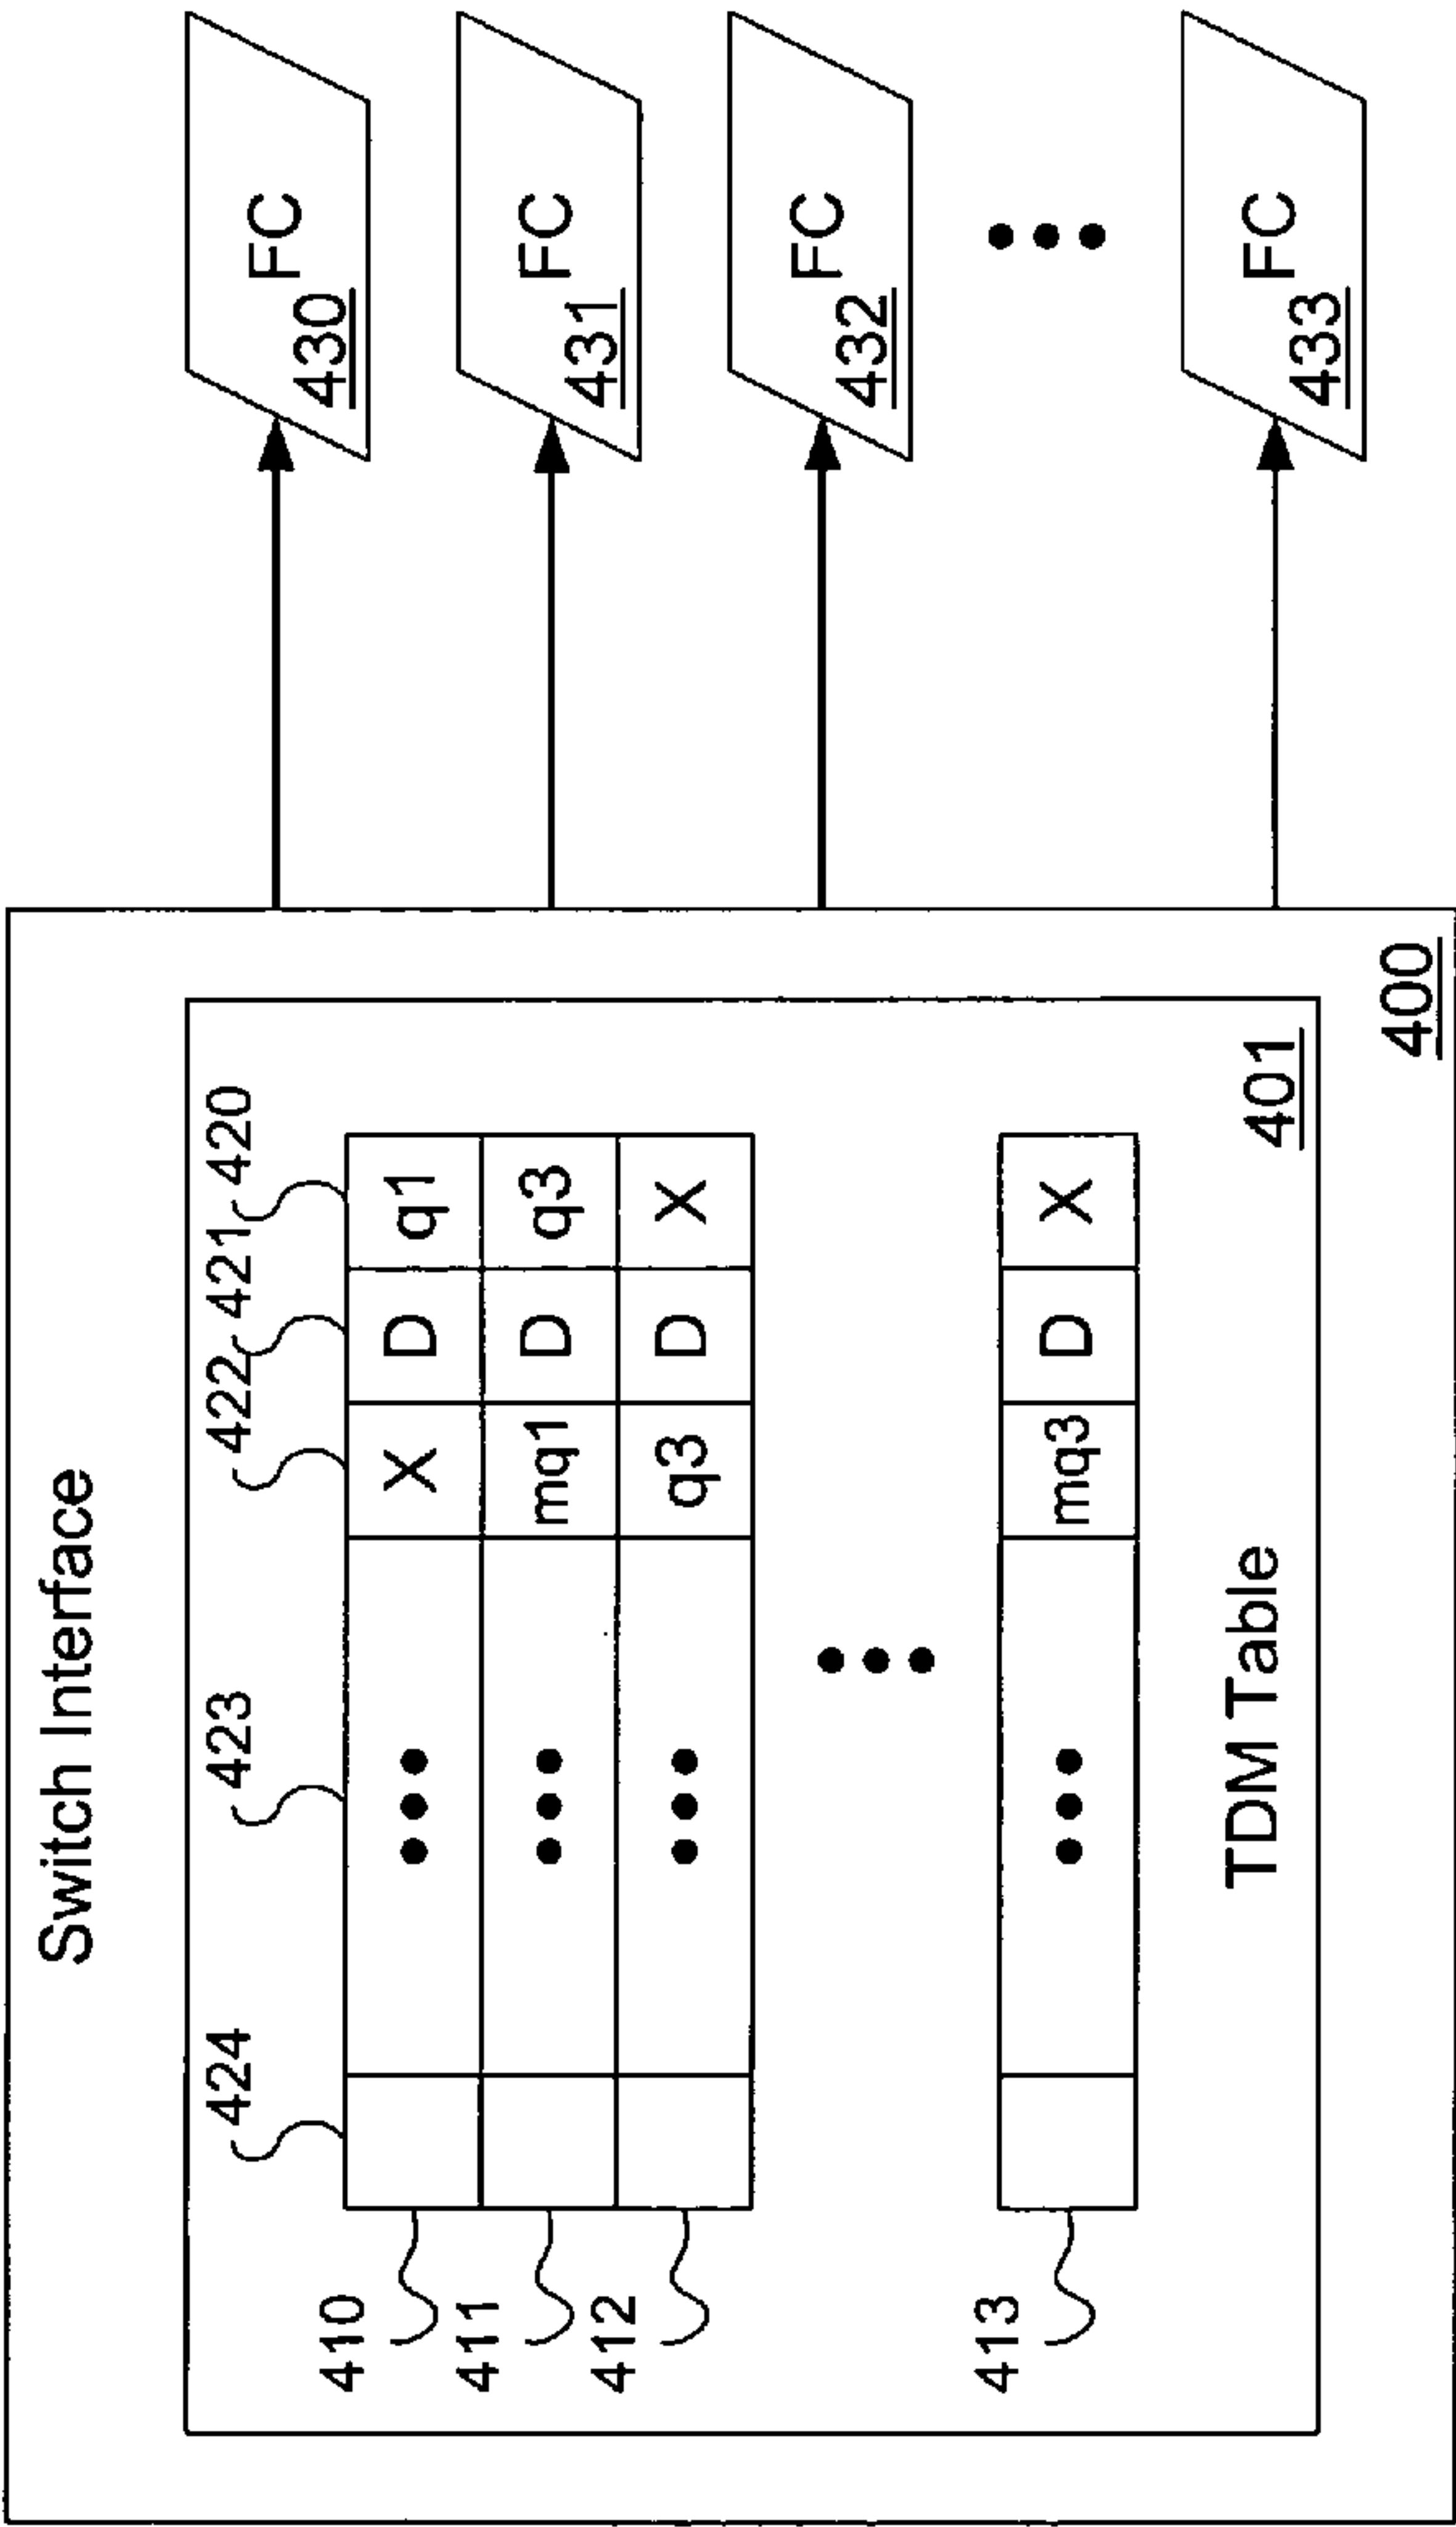 Switch Interface
424 423 422 421 420
410 X D q1
411 mq1 D q3
412 q3 D X
413 mq3 D X
TDM Table
401
400
FC
430
FC
431
FC
432
FC
433